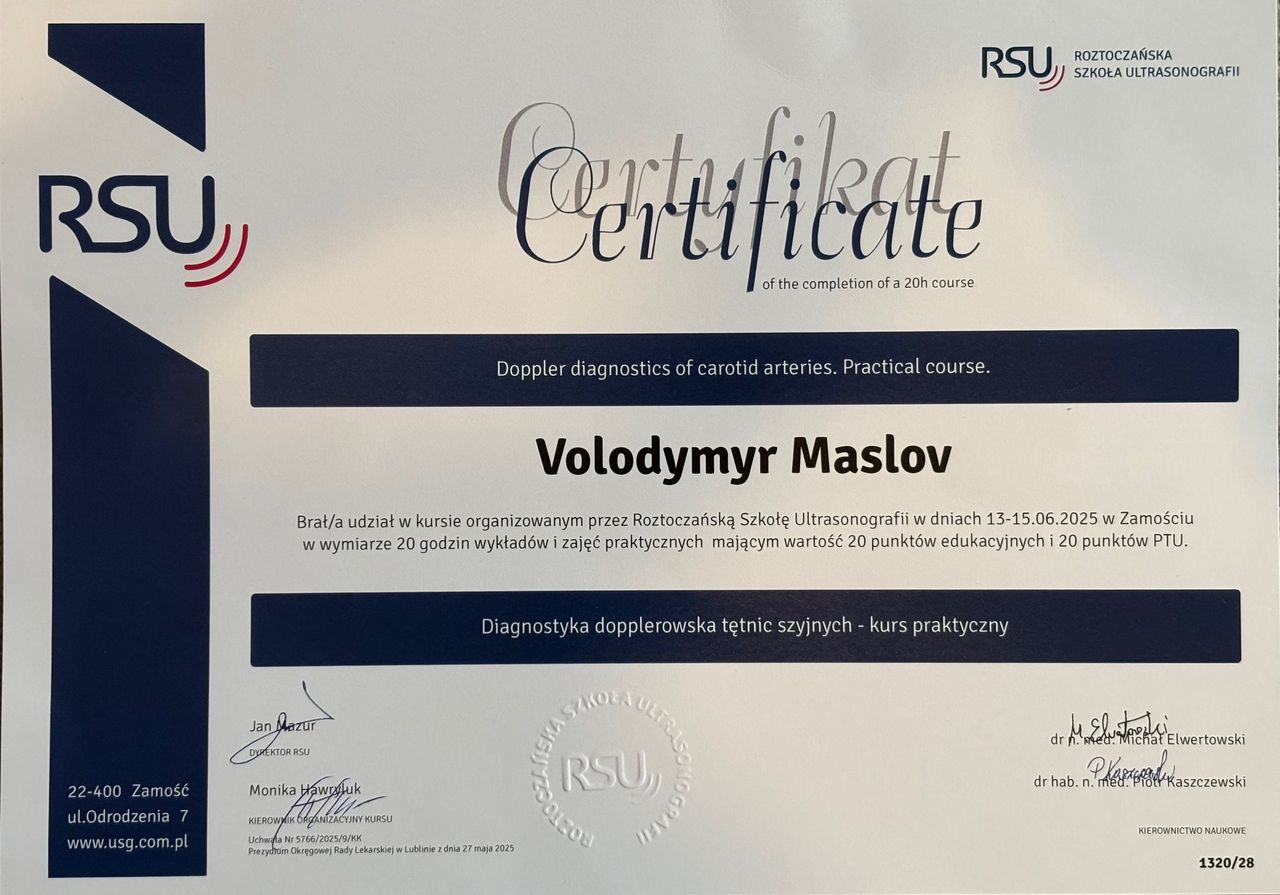 RSU ROZTOCZAŃSKA
SZKOŁA ULTRASONOGRAFII
RSU
Certyfikat
Certificate
of the completion of a 20h course
Doppler diagnostics of carotid arteries. Practical course.
Volodymyr Maslov
Brał/a udział w kursie organizowanym przez Roztoczańską Szkołę Ultrasonografii w dniach 13-15.06.2025 w Zamościu
w wymiarze 20 godzin wykładów i zajęć praktycznych mającym wartość 20 punktów edukacyjnych i 20 punktów PTU.
Diagnostyka dopplerowska tętnic szyjnych - kurs praktyczny
Jan Mazur
DYREKTOR RSU
Monika Hawryluk
KIEROWNIK ORGANIZACYJNY KURSU
Uchwała Nr 5766/2025/9/KK
Prezydium Okręgowej Rady Lekarskiej w Lublinie z dnia 27 maja 2025
ROZTOCZAŃSKA SZKOŁA ULTRASONOGRAFII
RSU
M. Elwertowski
dr n. med. Michał Elwertowski
P. Kaszczewski
dr hab. n. med. Piotr Kaszczewski
KIEROWNICTWO NAUKOWE
1320/28
22-400 Zamość
ul.Odrodzenia 7
www.usg.com.pl